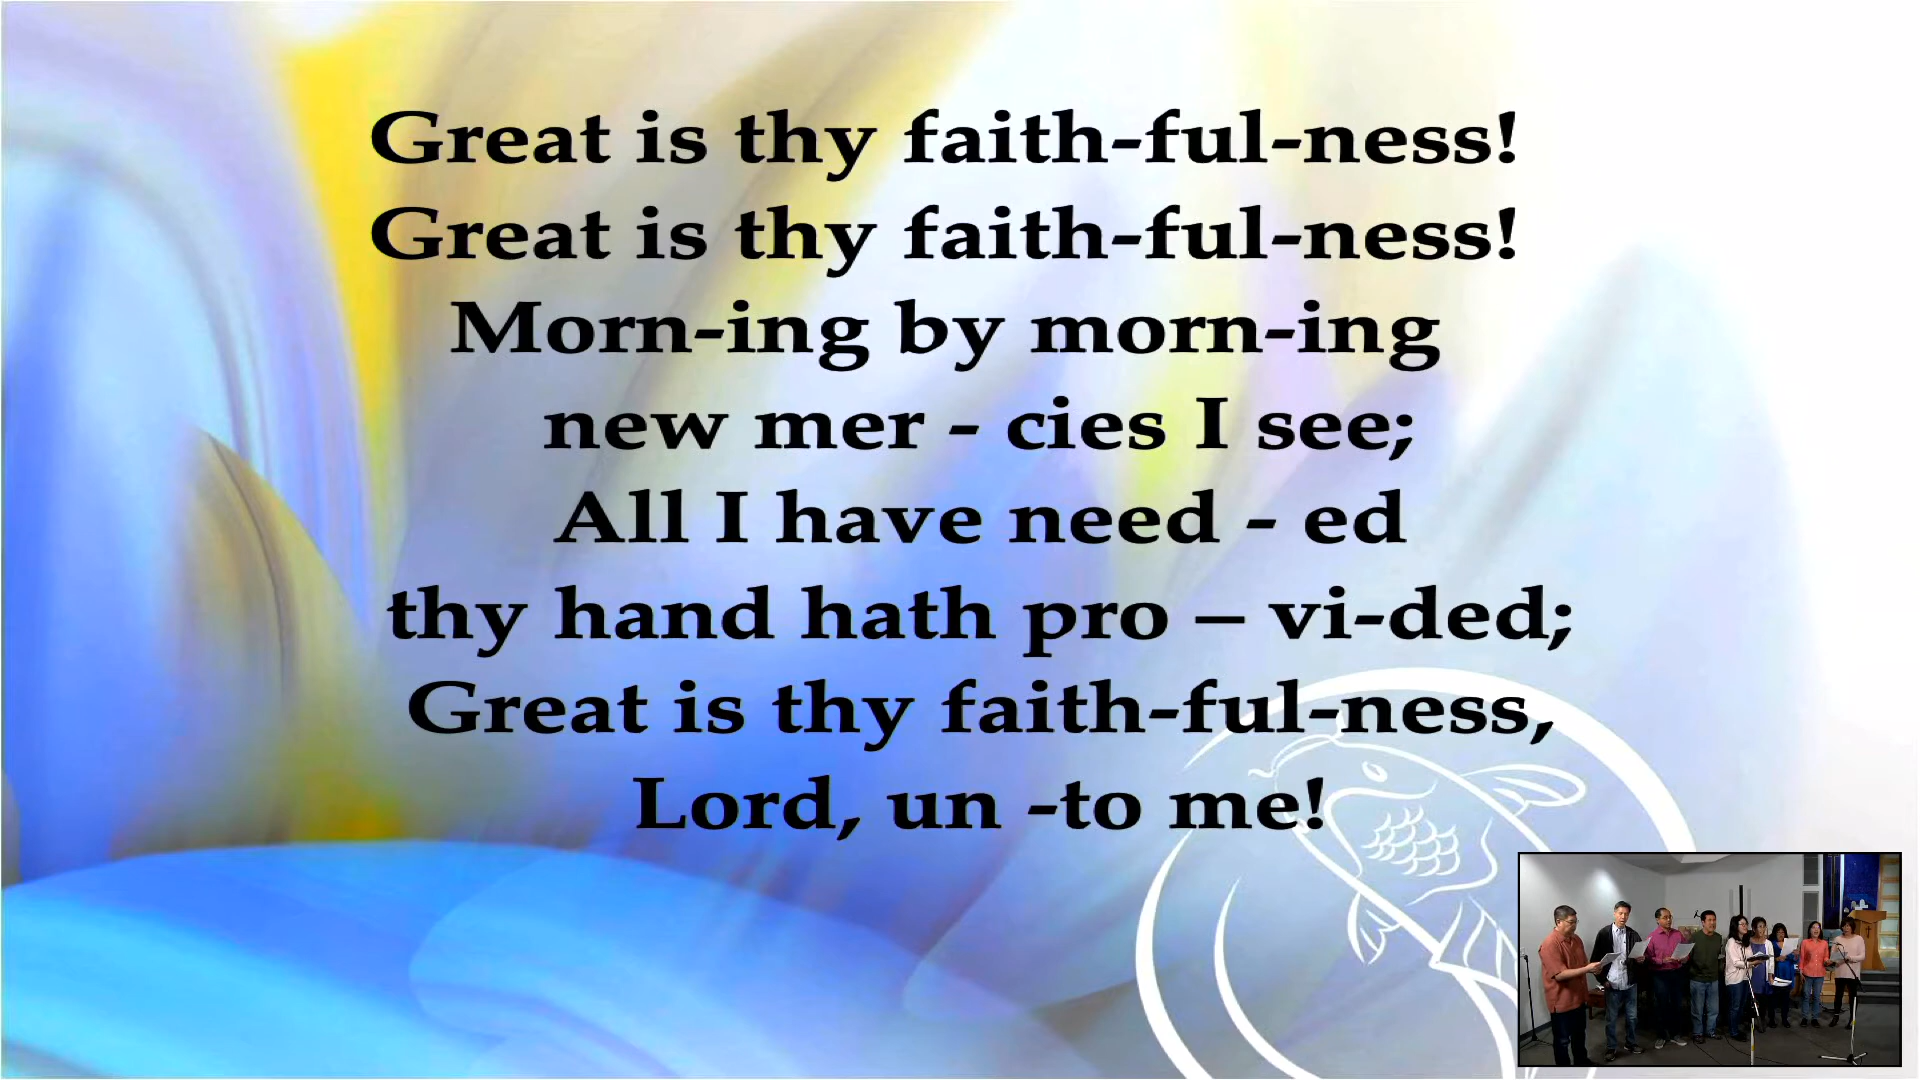 Great is thy faith-ful-ness!
Great is thy faith-ful-ness!
Morn-ing by morn-ing
new mer - cies I see;
All I have need - ed
thy hand hath pro – vi-ded;
Great is thy faith-ful-ness,
Lord, un -to me!